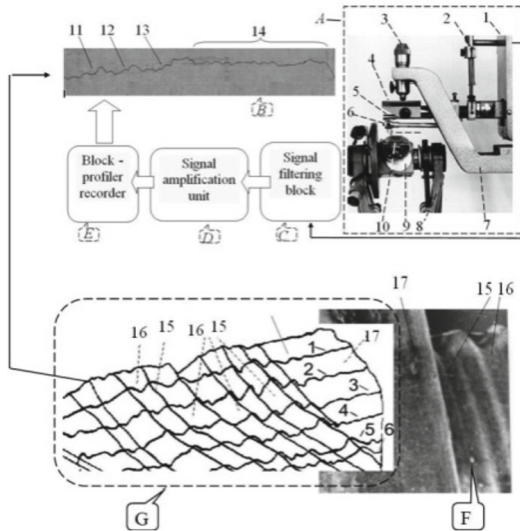 A 3 2 1
14
11 12 13
4
5
6
B
Block - profiler recorder
Signal amplification unit
Signal filtering block
E
D
C
10 9 8
7
17 15 16
16 15 16 15
17
1
2
3
4
5 6
G
F